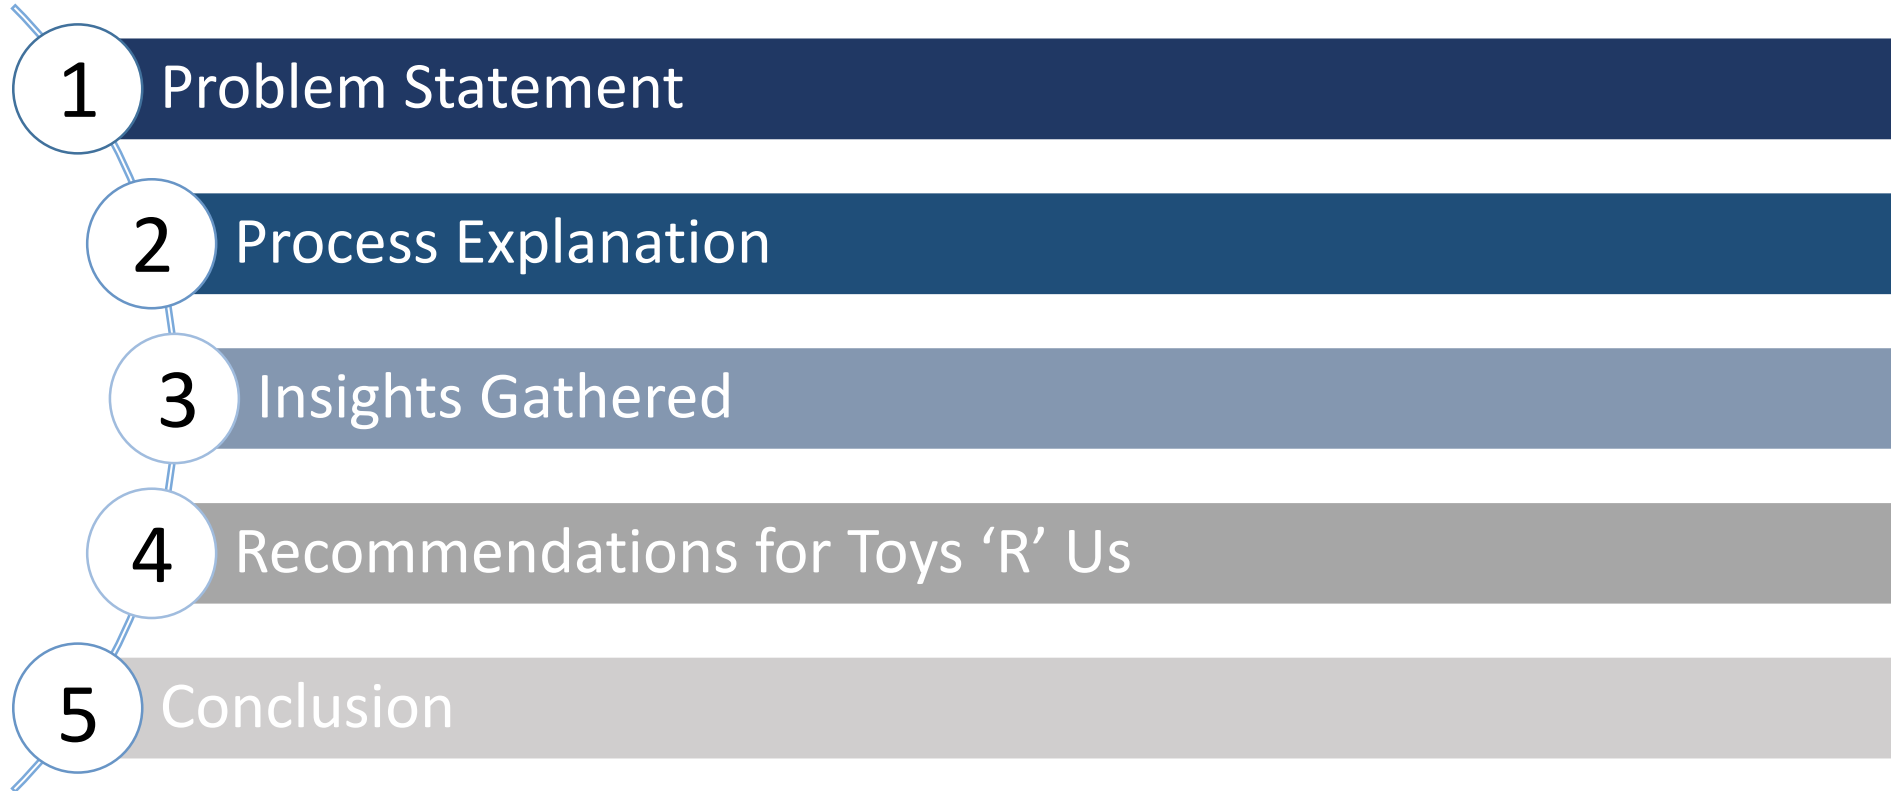 1 Problem Statement
2 Process Explanation
3 Insights Gathered
4 Recommendations for Toys ‘R’ Us
5 Conclusion